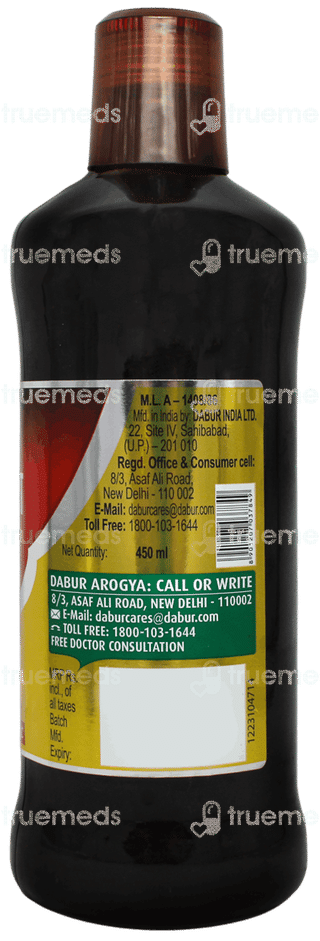 truemeds
truemeds
truemeds
truemeds
M.L. A – 1408/86
Mfd. in India by: DABUR INDIA LTD.
22, Site IV, Sahibabad,
(U.P.) – 201 010
Regd. Office & Consumer cell:
8/3, Asaf Ali Road,
New Delhi - 110 002
E-Mail: daburcares@dabur.com
Toll Free: 1800-103-1644
Net Quantity: 450 ml
DABUR AROGYA: CALL OR WRITE
8/3, ASAF ALI ROAD, NEW DELHI - 110002
E-Mail: daburcares@dabur.com
TOLL FREE: 1800-103-1644
FREE DOCTOR CONSULTATION
incl., of
all taxes
Batch
Mfd.
Expiry:
truemeds
truemeds
truemeds
truemeds